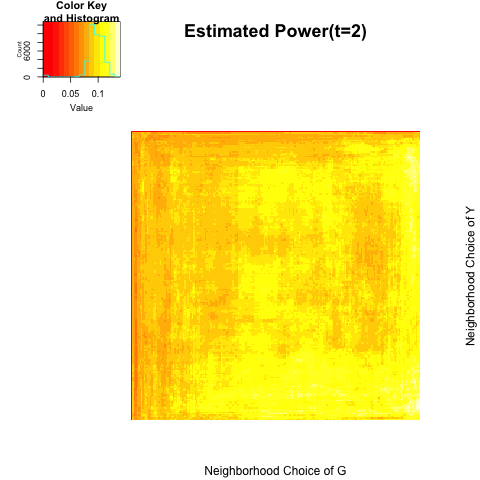 Color Key
and Histogram
Estimated Power(t=2)
Count
0 6000
0 0.05 0.1
Value
Neighborhood Choice of Y
Neighborhood Choice of G